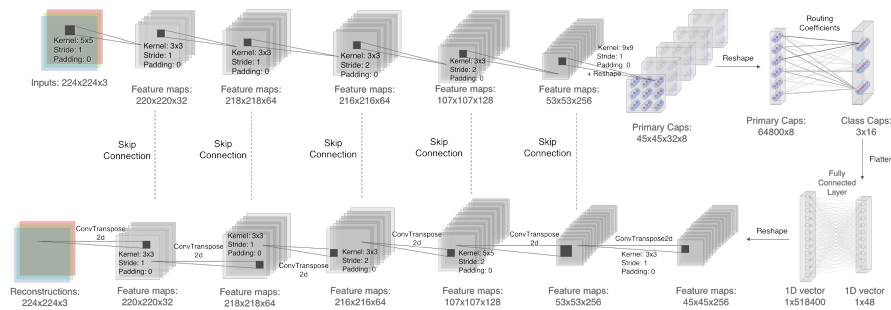 Kernel: 5x5
Stride: 1
Padding: 0
Inputs: 224x224x3
Kernel: 3x3
Stride: 1
Padding: 0
Feature maps:
220x220x32
Kernel: 3x3
Stride: 1
Padding: 0
Feature maps:
218x218x64
Kernel: 3x3
Stride: 2
Padding: 0
Feature maps:
216x216x64
Kernel: 3x3
Stride: 2
Padding: 0
Feature maps:
107x107x128
Kernel: 9x9
Stride: 1
Padding: 0
+ Reshape
Feature maps:
53x53x256
Primary Caps:
45x45x32x8
Reshape
Routing
Coefficients
Primary Caps:
64800x8
Class Caps:
3x16
Skip
Connection
Skip
Connection
Skip
Connection
Skip
Connection
Skip
Connection
Flatter
Fully
Connected
Layer
Reconstructions:
224x224x3
ConvTranspose
2d
Kernel: 3x3
Stride: 1
Padding: 0
Feature maps:
220x220x32
ConvTranspose
2d
Kernel: 3x3
Stride: 1
Padding: 0
Feature maps:
218x218x64
ConvTranspose
2d
Kernel: 3x3
Stride: 2
Padding: 0
Feature maps:
216x216x64
ConvTranspose
2d
Kernel: 5x5
Stride: 2
Padding: 0
Feature maps:
107x107x128
ConvTranspose
2d
Feature maps:
53x53x256
ConvTranspose2d
Kernel: 3x3
Stride: 1
Padding: 0
Feature maps:
45x45x256
Reshape
1D vector
1x518400
1D vector
1x48